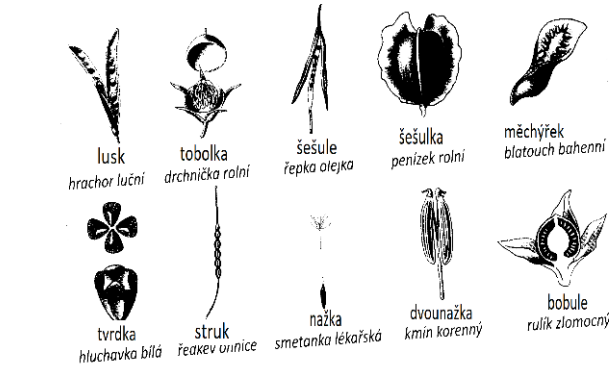 lusk
hrachor luční
tobolka
drchnička rolní
šešule
řepka olejka
šešulka
penízek rolní
měchýřek
blatouch bahenní
tvrdka
hluchavka bílá
struk
ředkev ohnice
nažka
smetanka lékařská
dvounažka
kmín korenný
bobule
rulík zlomocný